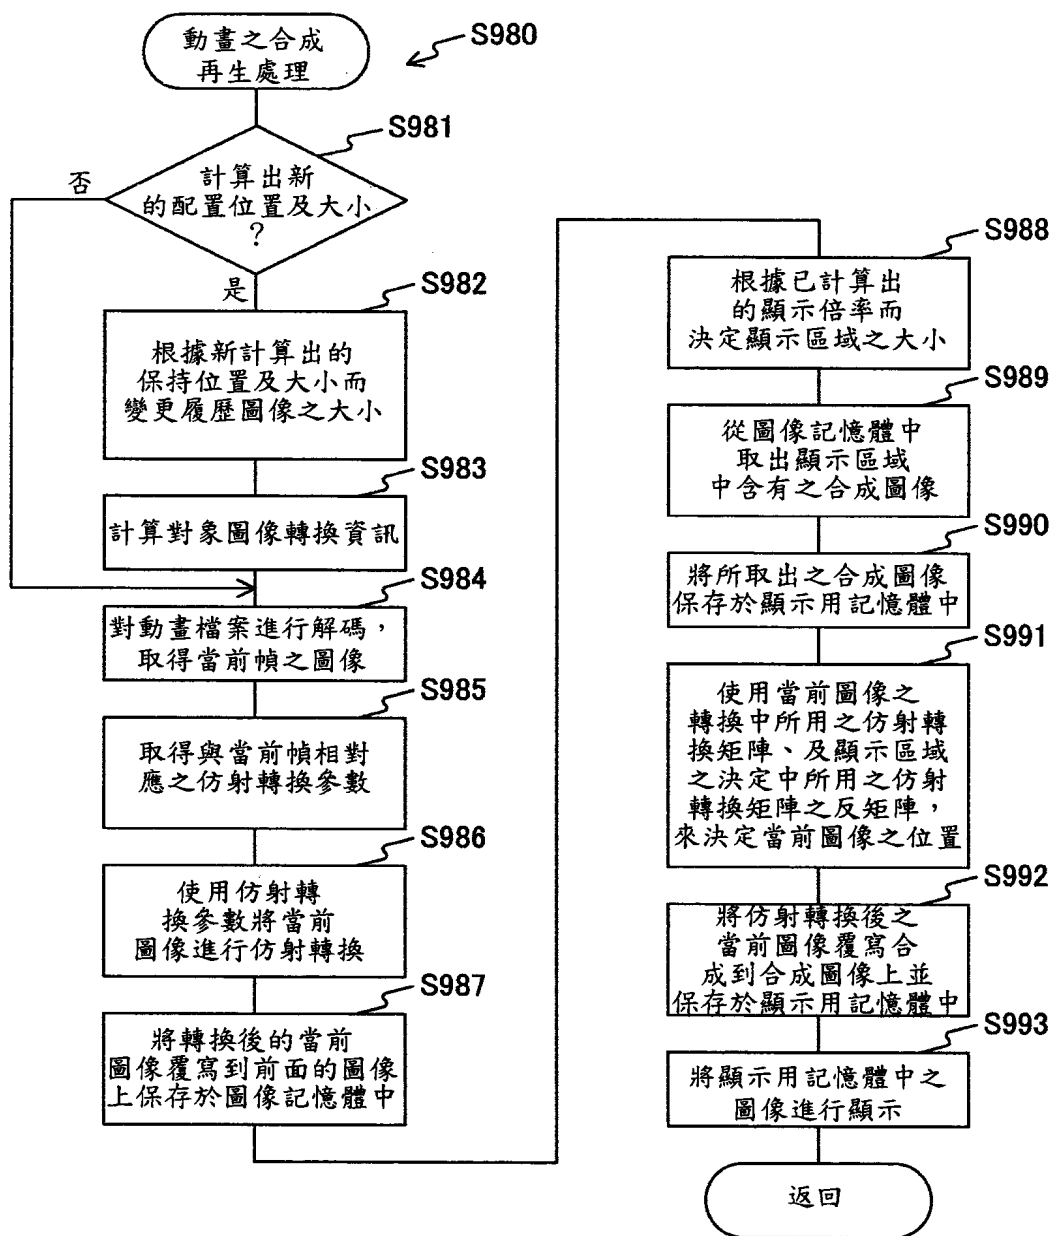 動畫之合成
再生處理
S980
S981
計算出新
的配置位置及大小
?
否
是
S982
根據新計算出的
保持位置及大小而
變更履歷圖像之大小
S983
計算對象圖像轉換資訊
S984
對動畫檔案進行解碼,
取得當前幀之圖像
S985
取得與當前幀相對
應之仿射轉換參數
S986
使用仿射轉
換參數將當前
圖像進行仿射轉換
S987
將轉換後的當前
圖像覆寫到前面的圖像
上保存於圖像記憶體中
S988
根據已計算出
的顯示倍率而
決定顯示區域之大小
S989
從圖像記憶體中
取出顯示區域
中含有之合成圖像
S990
將所取出之合成圖像
保存於顯示用記憶體中
S991
使用當前圖像之
轉換中所用之仿射轉
換矩陣、及顯示區域
之決定中所用之仿射
轉換矩陣之反矩陣,
來決定當前圖像之位置
S992
將仿射轉換後之
當前圖像覆寫合
成到合成圖像上並
保存於顯示用記憶體中
S993
將顯示用記憶體中之
圖像進行顯示
返回